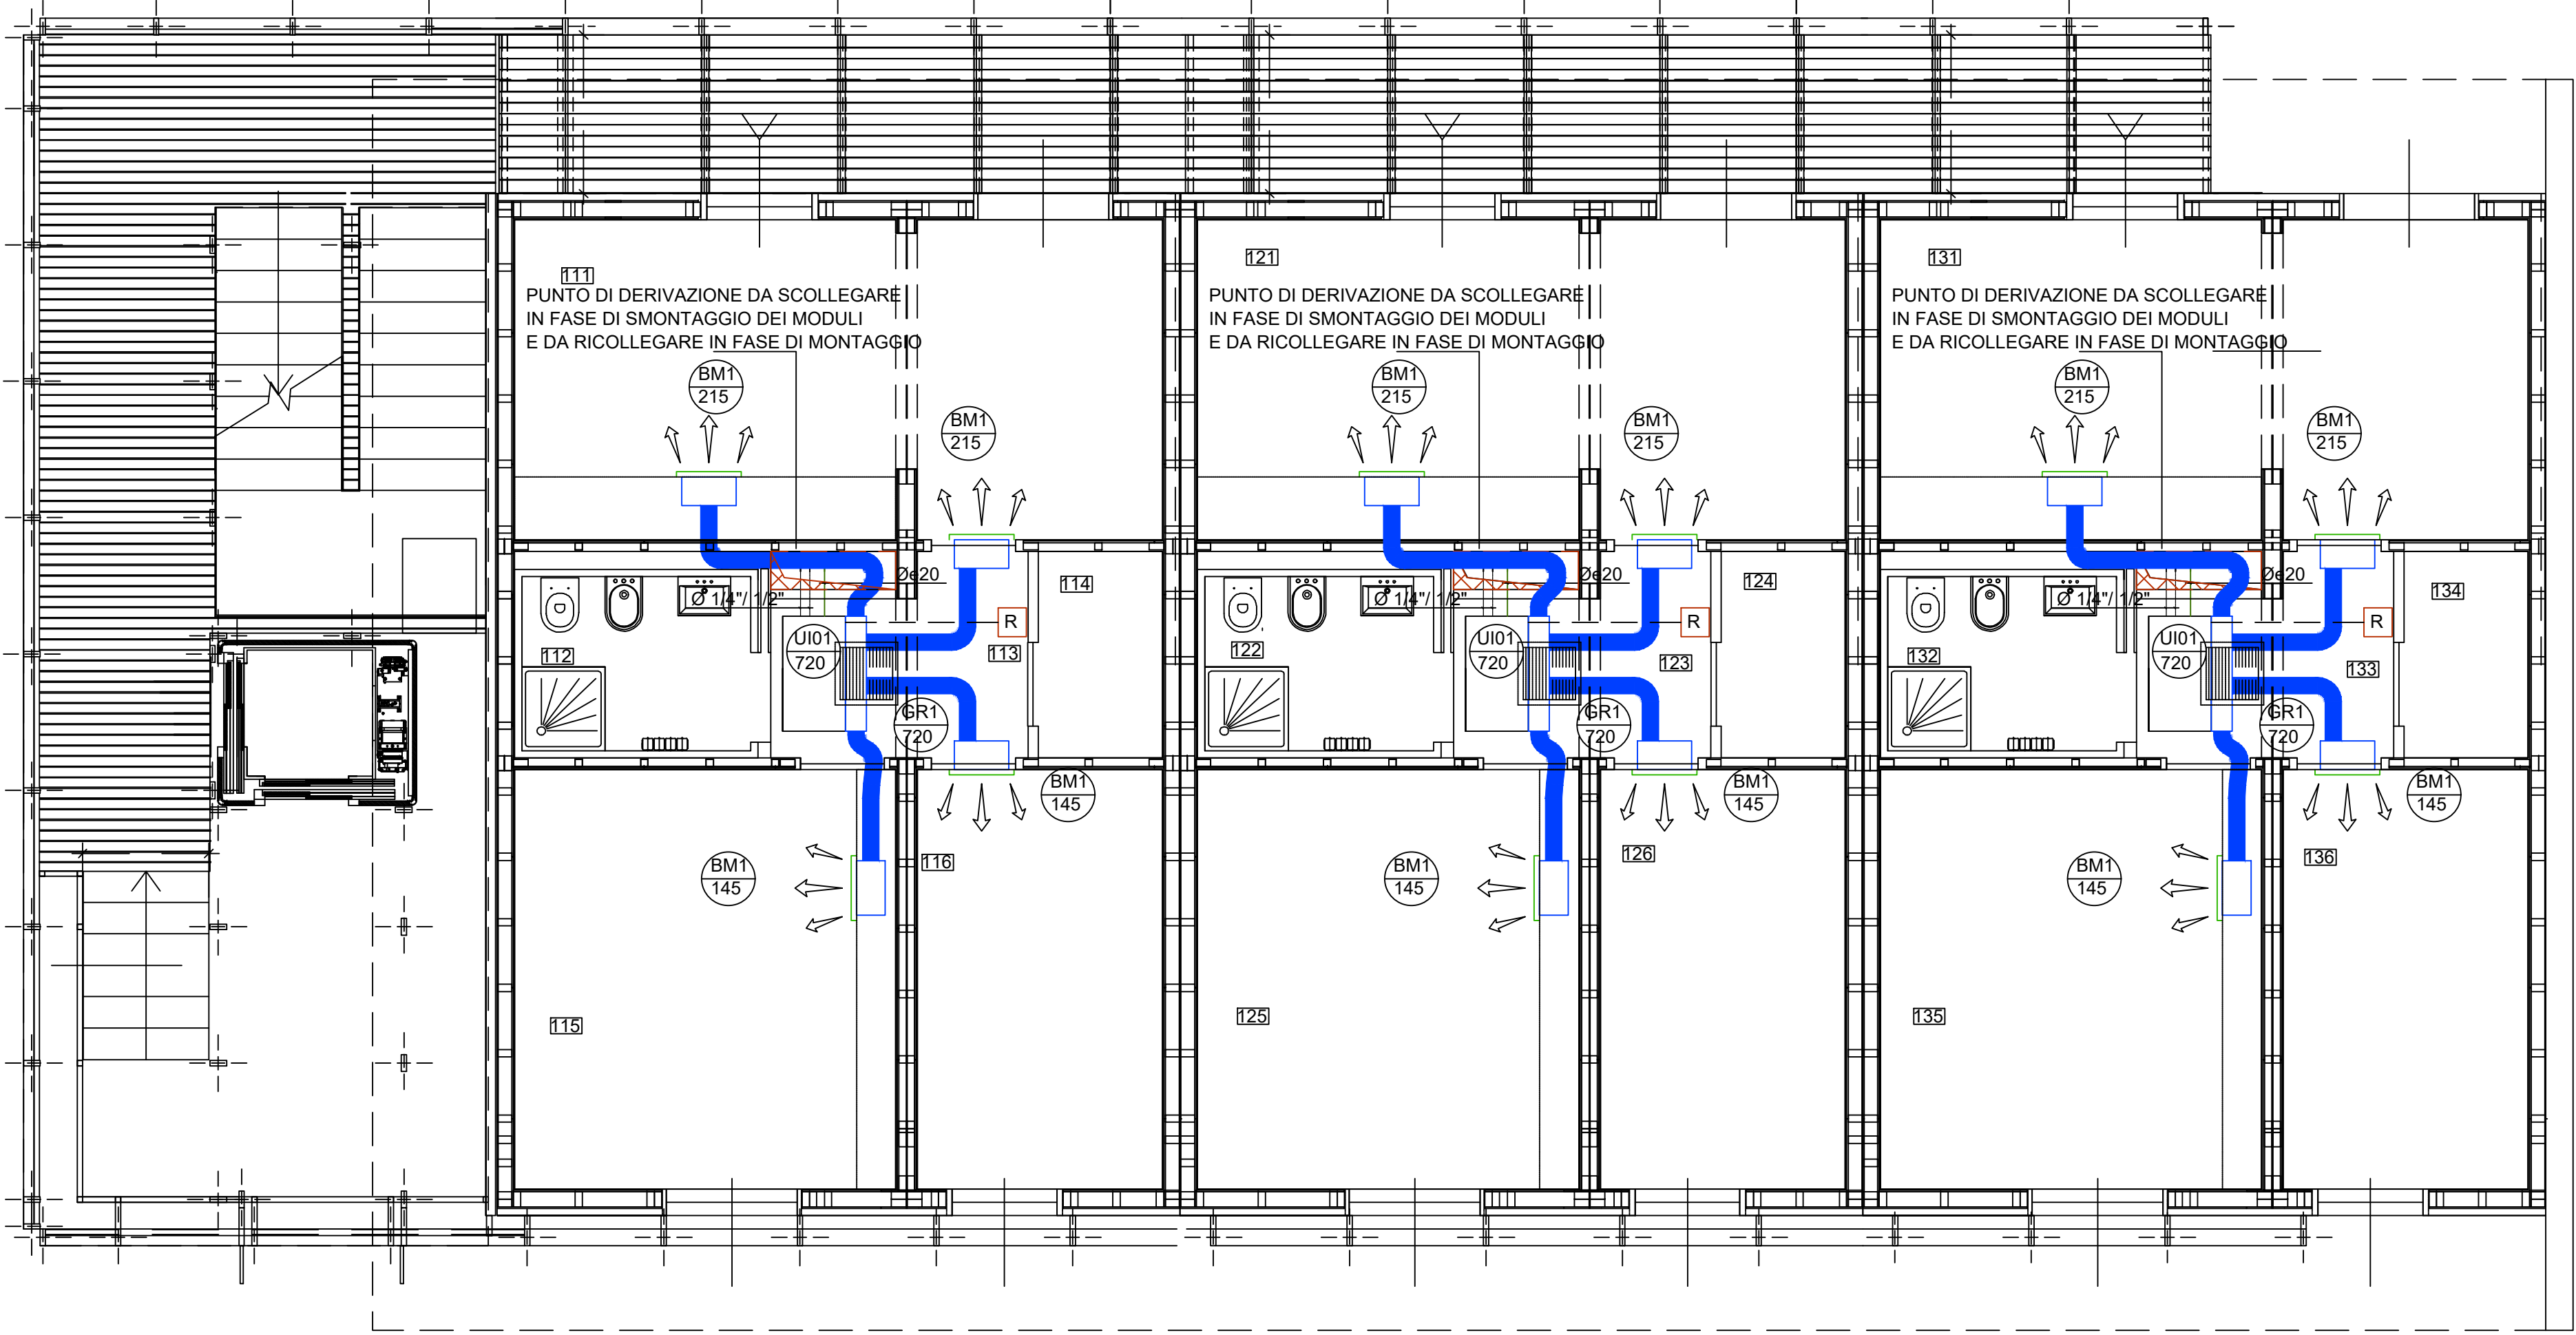 111
PUNTO DI DERIVAZIONE DA SCOLLEGARE
IN FASE DI SMONTAGGIO DEI MODULI
E DA RICOLLEGARE IN FASE DI MONTAGGIO
BM1
215
BM1
215
Øe20
Ø 1/4"/ 1/2"
114
R
UI01
720
112
113
GR1
720
BM1
145
BM1
145
116
115
121
PUNTO DI DERIVAZIONE DA SCOLLEGARE
IN FASE DI SMONTAGGIO DEI MODULI
E DA RICOLLEGARE IN FASE DI MONTAGGIO
BM1
215
BM1
215
Øe20
Ø 1/4"/ 1/2"
124
R
UI01
720
122
123
GR1
720
BM1
145
BM1
145
126
125
131
PUNTO DI DERIVAZIONE DA SCOLLEGARE
IN FASE DI SMONTAGGIO DEI MODULI
E DA RICOLLEGARE IN FASE DI MONTAGGIO
BM1
215
BM1
215
Øe20
Ø 1/4"/ 1/2"
134
R
UI01
720
132
133
GR1
720
BM1
145
BM1
145
136
135